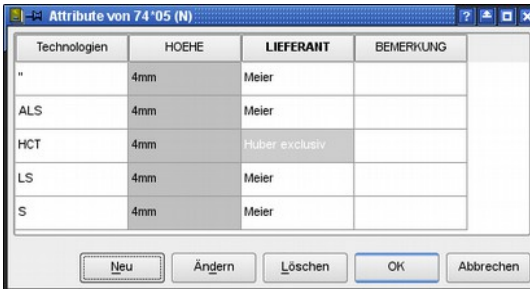 Attribute von 74*05 (N)
Technologien HOEHE LIEFERANT BEMERKUNG
'' 4mm Meier
ALS 4mm Meier
HCT 4mm Huber exclusiv
LS 4mm Meier
S 4mm Meier
Neu Ändern Löschen OK Abbrechen